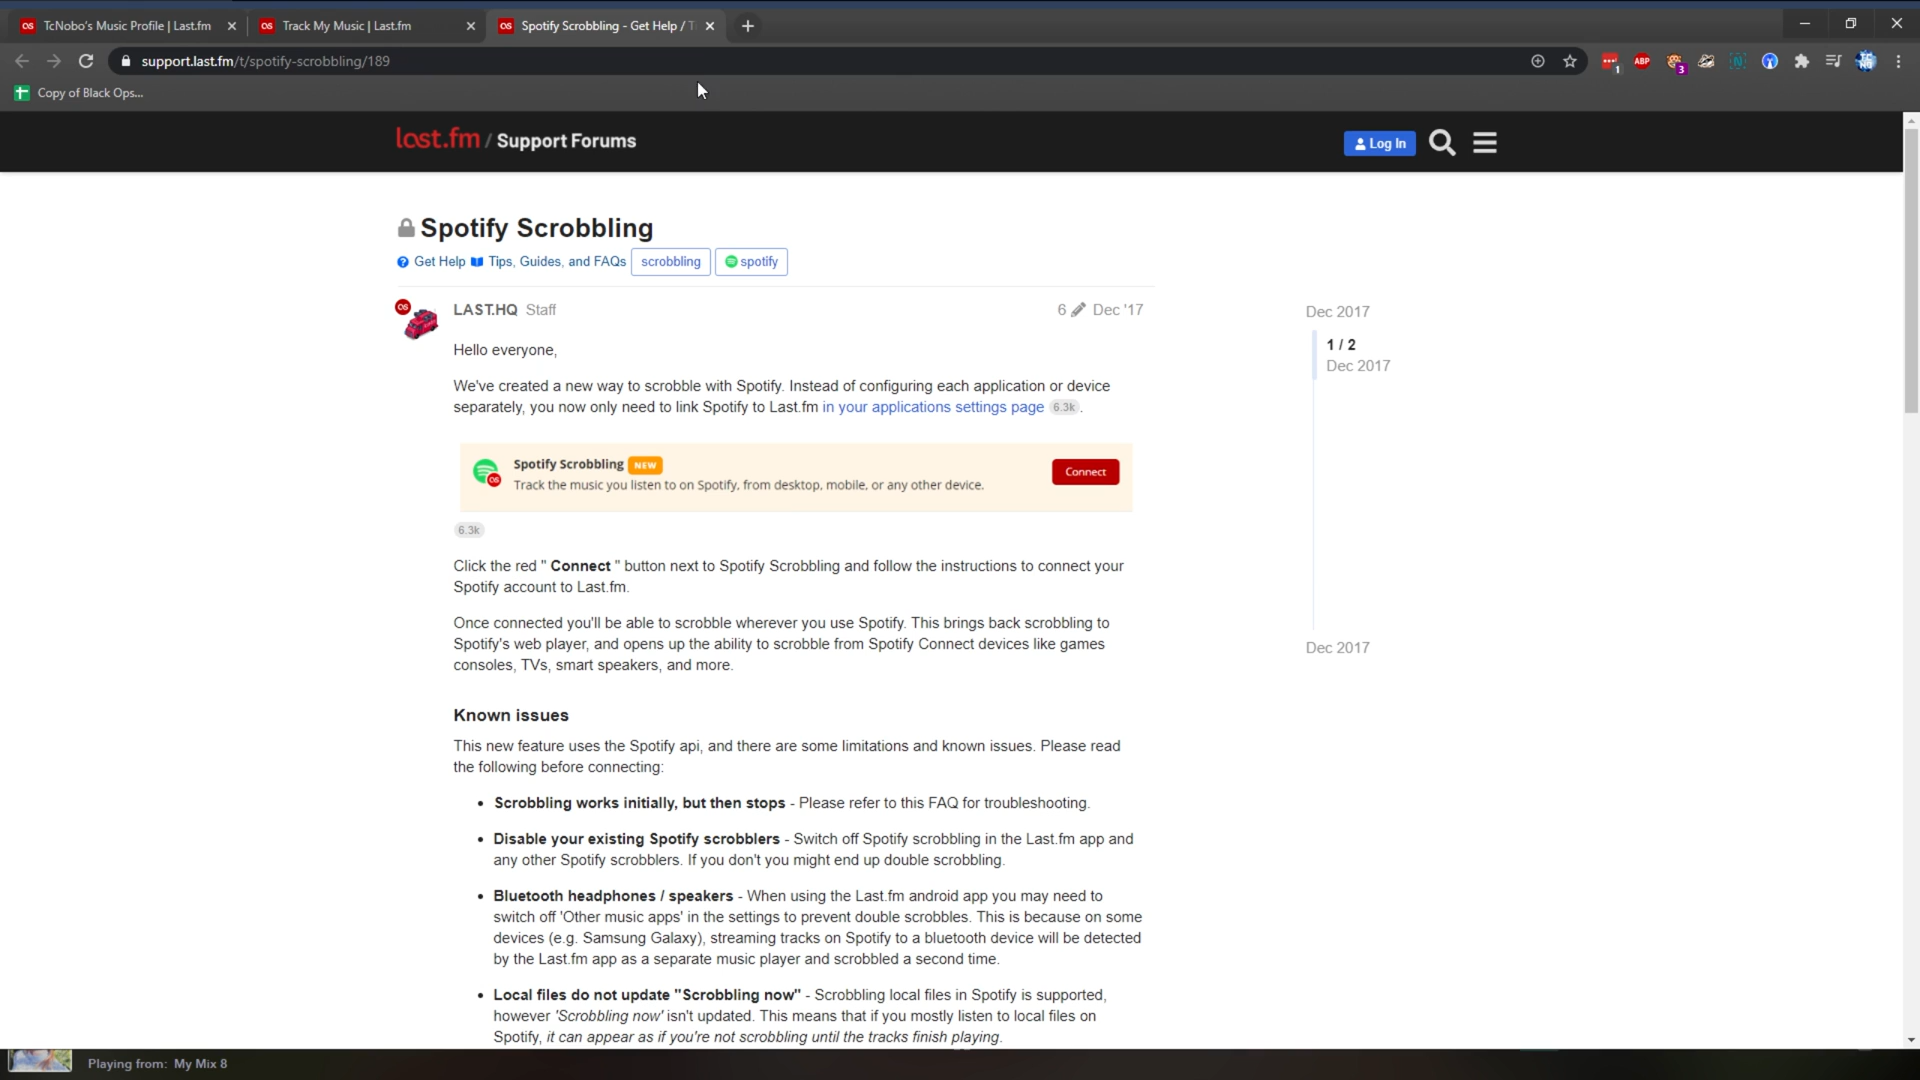 TcNobo's Music Profile | Last.fm
Track My Music | Last.fm
Spotify Scrobbling - Get Help / T
support.last.fm/t/spotify-scrobbling/189
1
ABP
3
Copy of Black Ops...
last.fm / Support Forums
Log In
Spotify Scrobbling
Get Help Tips, Guides, and FAQs scrobbling spotify
LAST.HQ Staff
6 Dec '17
Dec 2017
1 / 2
Dec 2017
Hello everyone,
We've created a new way to scrobble with Spotify. Instead of configuring each application or device
separately, you now only need to link Spotify to Last.fm in your applications settings page 6.3k .
Spotify Scrobbling NEW
Track the music you listen to on Spotify, from desktop, mobile, or any other device.
Connect
6.3k
Click the red " Connect " button next to Spotify Scrobbling and follow the instructions to connect your
Spotify account to Last.fm.
Once connected you'll be able to scrobble wherever you use Spotify. This brings back scrobbling to
Spotify's web player, and opens up the ability to scrobble from Spotify Connect devices like games
consoles, TVs, smart speakers, and more.
Dec 2017
Known issues
This new feature uses the Spotify api, and there are some limitations and known issues. Please read
the following before connecting:
• Scrobbling works initially, but then stops - Please refer to this FAQ for troubleshooting.
• Disable your existing Spotify scrobblers - Switch off Spotify scrobbling in the Last.fm app and
any other Spotify scrobblers. If you don't you might end up double scrobbling.
• Bluetooth headphones / speakers - When using the Last.fm android app you may need to
switch off 'Other music apps' in the settings to prevent double scrobbles. This is because on some
devices (e.g. Samsung Galaxy), streaming tracks on Spotify to a bluetooth device will be detected
by the Last.fm app as a separate music player and scrobbled a second time.
• Local files do not update "Scrobbling now" - Scrobbling local files in Spotify is supported,
however 'Scrobbling now' isn't updated. This means that if you mostly listen to local files on
Spotify, it can appear as if you're not scrobbling until the tracks finish playing.
Playing from: My Mix 8